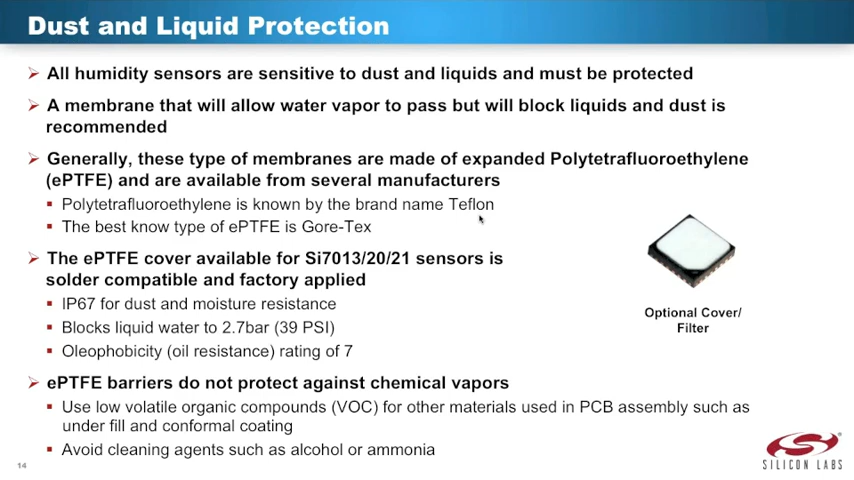 Dust and Liquid Protection
➢ All humidity sensors are sensitive to dust and liquids and must be protected
➢ A membrane that will allow water vapor to pass but will block liquids and dust is
recommended
➢ Generally, these type of membranes are made of expanded Polytetrafluoroethylene
(ePTFE) and are available from several manufacturers
▪ Polytetrafluoroethylene is known by the brand name Teflon
▪ The best know type of ePTFE is Gore-Tex
➢ The ePTFE cover available for Si7013/20/21 sensors is
solder compatible and factory applied
▪ IP67 for dust and moisture resistance
▪ Blocks liquid water to 2.7bar (39 PSI)
▪ Oleophobicity (oil resistance) rating of 7
Optional Cover/
Filter
➢ ePTFE barriers do not protect against chemical vapors
▪ Use low volatile organic compounds (VOC) for other materials used in PCB assembly such as
under fill and conformal coating
▪ Avoid cleaning agents such as alcohol or ammonia
14
SILICON LABS